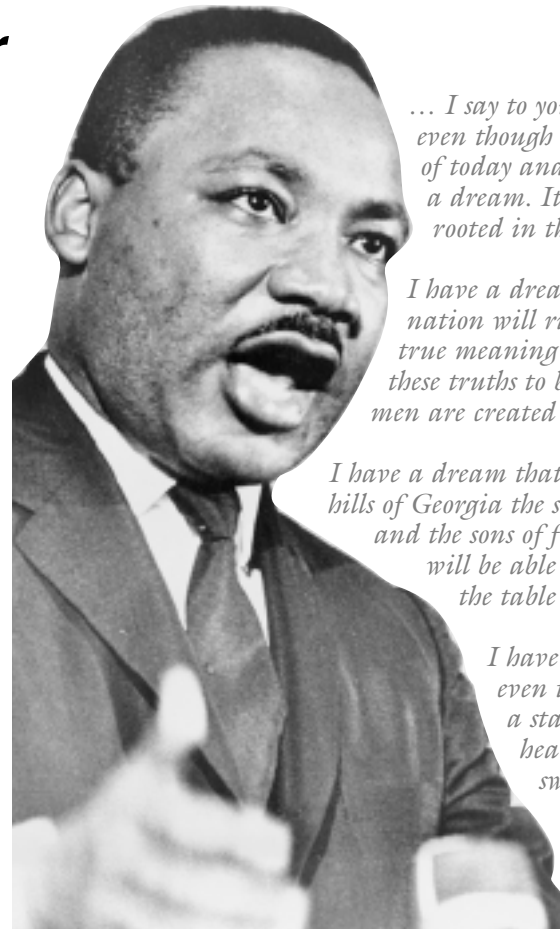 r
… I say to yo
even though
of today and
a dream. It
rooted in th
I have a drea
nation will ri
true meaning
these truths to b
men are created
I have a dream that
hills of Georgia the s
and the sons of f
will be able
the table
I have
even t
a sta
hea
sw